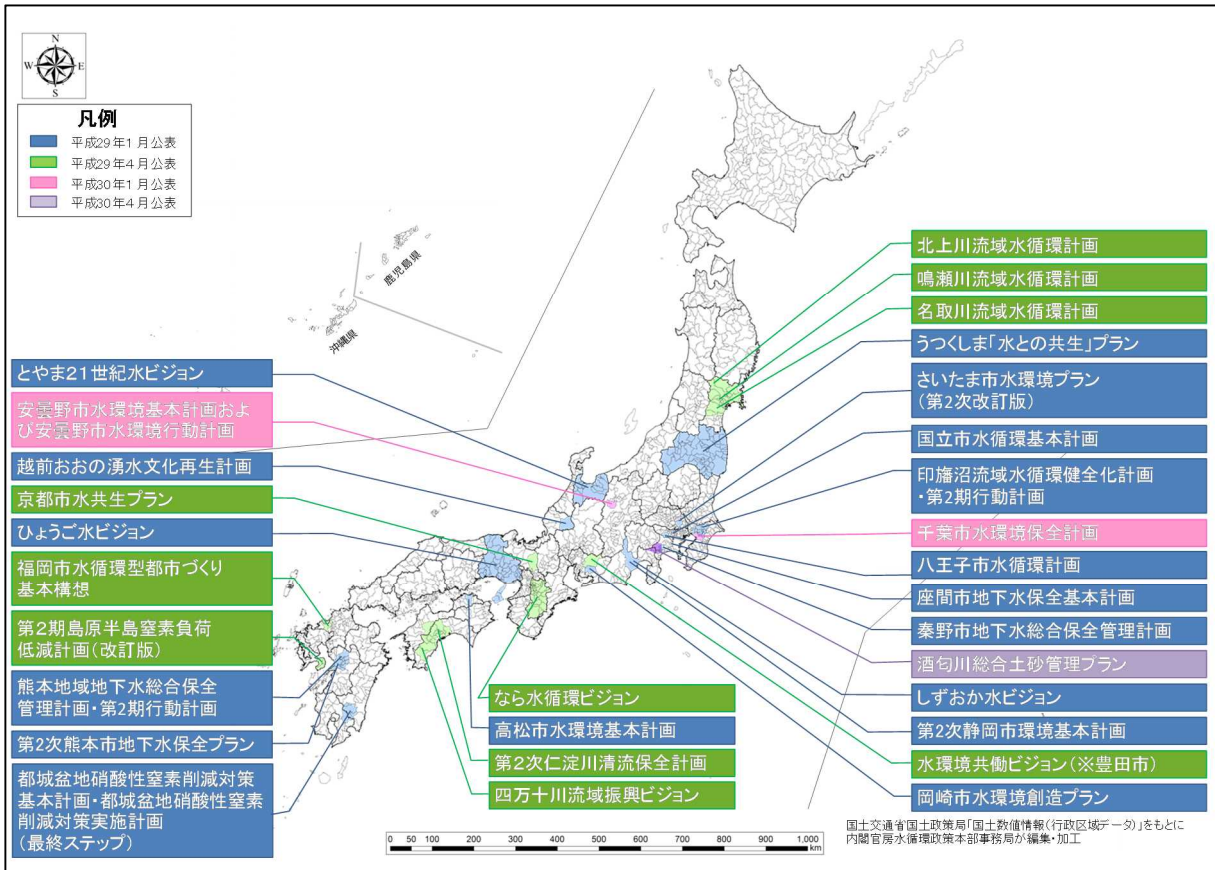 N
W
E
S
凡例
平成29年1月公表
平成29年4月公表
平成30年1月公表
平成30年4月公表
鹿児島県
沖縄県
とやま21世紀水ビジョン
安曇野市水環境基本計画およ
び安曇野市水環境行動計画
越前おおの湧水文化再生計画
京都市水共生プラン
ひょうご水ビジョン
福岡市水循環型都市づくり
基本構想
第2期島原半島窒素負荷
低減計画(改訂版)
熊本地域地下水総合保全
管理計画・第2期行動計画
第2次熊本市地下水保全プラン
都城盆地硝酸性窒素削減対策
基本計画・都城盆地硝酸性窒素
削減対策実施計画
(最終ステップ)
なら水循環ビジョン
高松市水環境基本計画
第2次仁淀川清流保全計画
四万十川流域振興ビジョン
北上川流域水循環計画
鳴瀬川流域水循環計画
名取川流域水循環計画
うつくしま「水との共生」プラン
さいたま市水環境プラン
(第2次改訂版)
国立市水循環基本計画
印旛沼流域水循環健全化計画
・第2期行動計画
千葉市水環境保全計画
八王子市水循環計画
座間市地下水保全基本計画
秦野市地下水総合保全管理計画
酒匂川総合土砂管理プラン
しずおか水ビジョン
第2次静岡市環境基本計画
水環境共働ビジョン(※豊田市)
岡崎市水環境創造プラン
0 50 100 200 300 400 500 600 700 800 900 1,000
km
国土交通省国土政策局「国土数値情報(行政区域データ)」をもとに
内閣官房水循環政策本部事務局が編集・加工